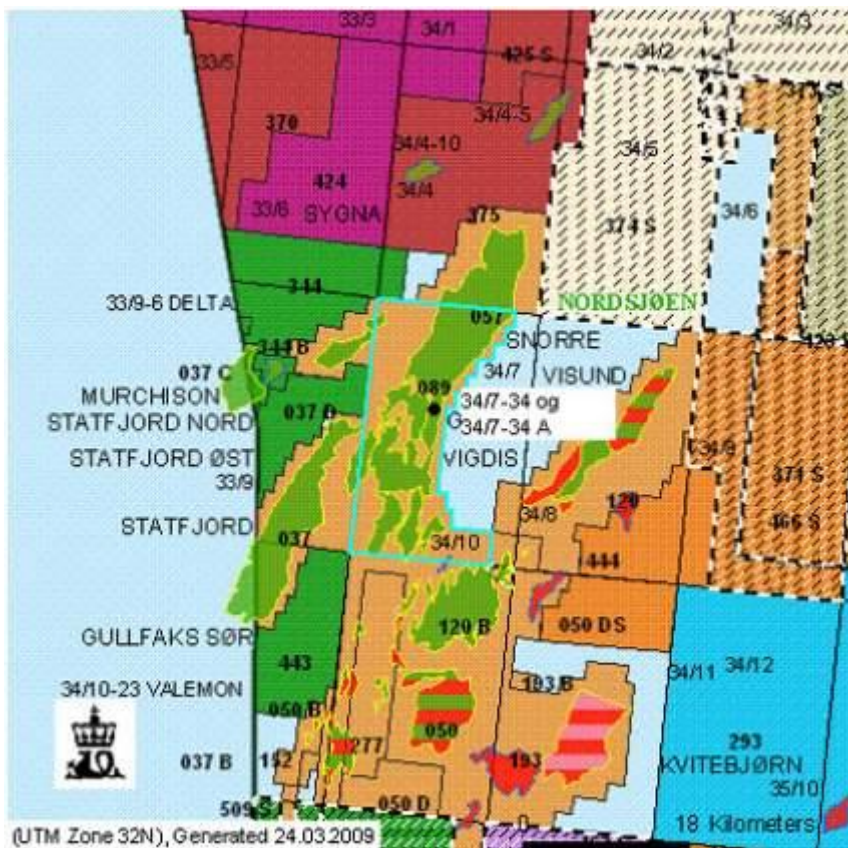 33/3
34/1
34/3
425 S
34/2
33/5
373 S
370
34/4-5
34/4-10
34/5
424
34/4
33/6
SYGNA
375
34/6
374 S
344
33/9-6 DELTA
057
NORDSJØEN
SNORRE
344 B
34/7
VISUND
037 C
MURCHISON
089
34/7-34 og
037 D
34/7-34 A
STATFJORD NORD
G
STATFJORD ØST
VIGDIS
34/9
371 S
33/9
120
STATFJORD
34/8
466 S
037
34/10
444
120 B
050 DS
GULLFAKS SØR
443
34/11
34/12
34/10-23 VALEMON
193 B
050 B
050
293
277
193
037 B
152
KVITEBJØRN
35/10
509 S
050 D
18 Kilometers
(UTM Zone 32N), Generated 24.03.2009